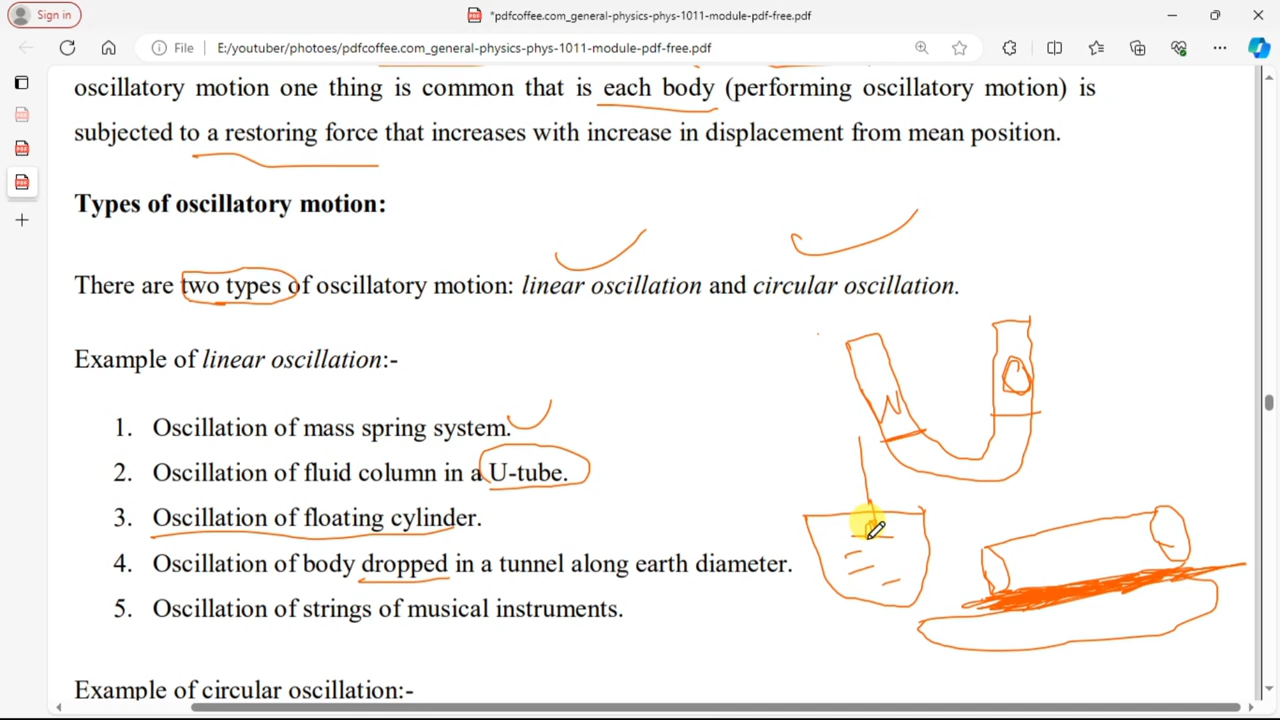 Sign in
*pdfcoffee.com_general-physics-phys-1011-module-pdf-free.pdf
File
E:/youtuber/photoes/pdfcoffee.com_general-physics-phys-1011-module-pdf-free.pdf
oscillatory motion one thing is common that is each body (performing oscillatory motion) is
subjected to a restoring force that increases with increase in displacement from mean position.
Types of oscillatory motion:
There are two types of oscillatory motion: linear oscillation and circular oscillation.
Example of linear oscillation:-
1. Oscillation of mass spring system.
2. Oscillation of fluid column in a U-tube.
3. Oscillation of floating cylinder.
4. Oscillation of body dropped in a tunnel along earth diameter.
5. Oscillation of strings of musical instruments.
Example of circular oscillation:-